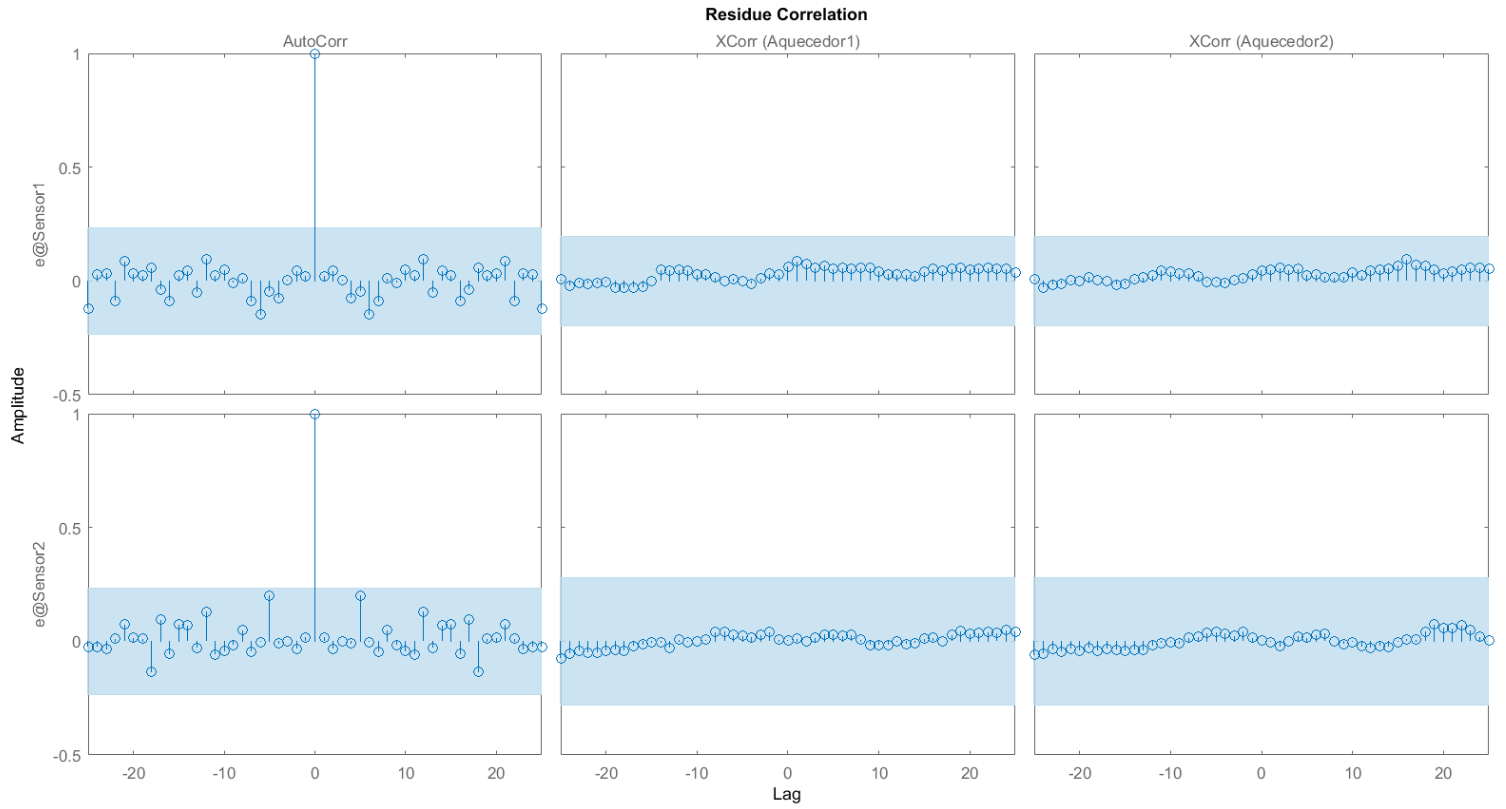 Residue Correlation
AutoCorr
XCorr (Aquecedor1)
XCorr (Aquecedor2)
1
0.5
0
-0.5
e@Sensor1
Amplitude
1
0.5
0
-0.5
e@Sensor2
-20 -10 0 10 20
-20 -10 0 10 20
-20 -10 0 10 20
Lag